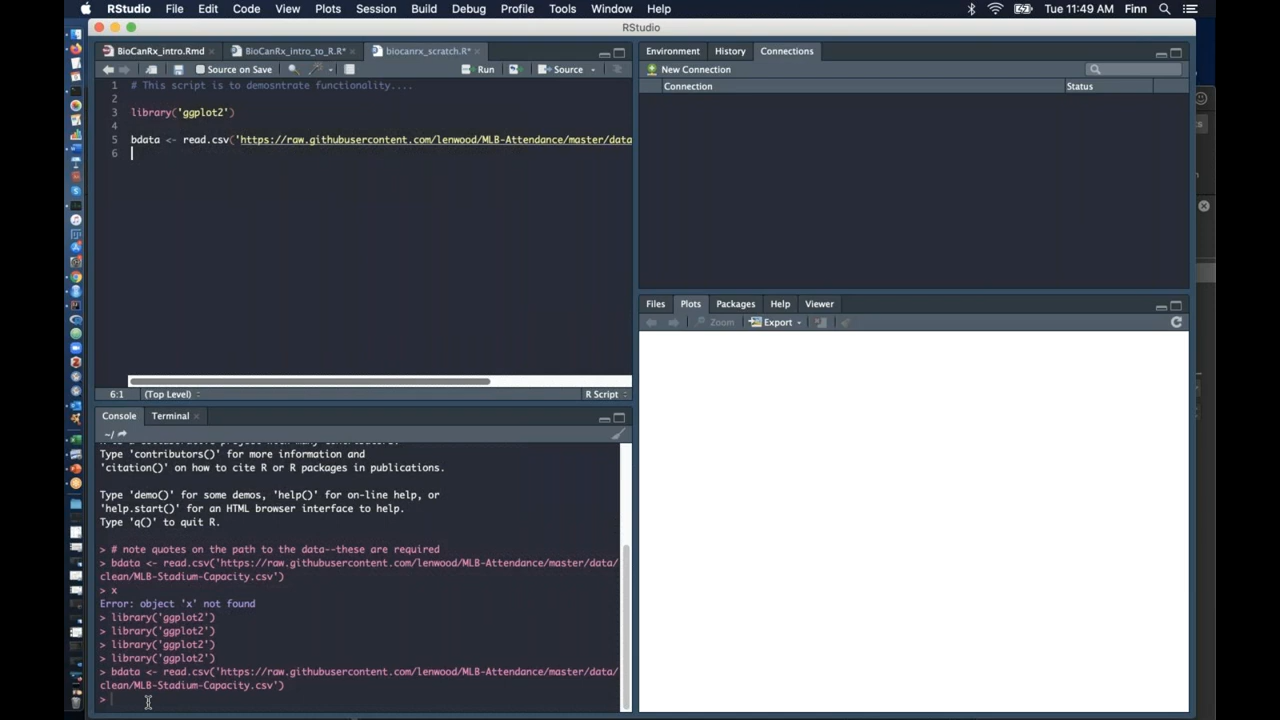 RStudio File Edit Code View Plots Session Build Debug Profile Tools Window Help Tue 11:49 AM Finn
RStudio
BioCanRx_intro.Rmd BioCanRx_intro_to_R.R* biocanrx_scratch.R*
Source on Save Run Source
1 # This script is to demosntrate functionality....
2
3 library('ggplot2')
4
5 bdata <- read.csv('https://raw.githubusercontent.com/lenwood/MLB-Attendance/master/data
6
6:1 (Top Level) R Script
Console Terminal
~/
Type 'contributors()' for more information and
'citation()' on how to cite R or R packages in publications.
Type 'demo()' for some demos, 'help()' for on-line help, or
'help.start()' for an HTML browser interface to help.
Type 'q()' to quit R.
> # note quotes on the path to the data--these are required
> bdata <- read.csv('https://raw.githubusercontent.com/lenwood/MLB-Attendance/master/data/
clean/MLB-Stadium-Capacity.csv')
> x
Error: object 'x' not found
> library('ggplot2')
> library('ggplot2')
> library('ggplot2')
> library('ggplot2')
> bdata <- read.csv('https://raw.githubusercontent.com/lenwood/MLB-Attendance/master/data/
clean/MLB-Stadium-Capacity.csv')
>
Environment History Connections
New Connection
Connection Status
Files Plots Packages Help Viewer
Zoom Export